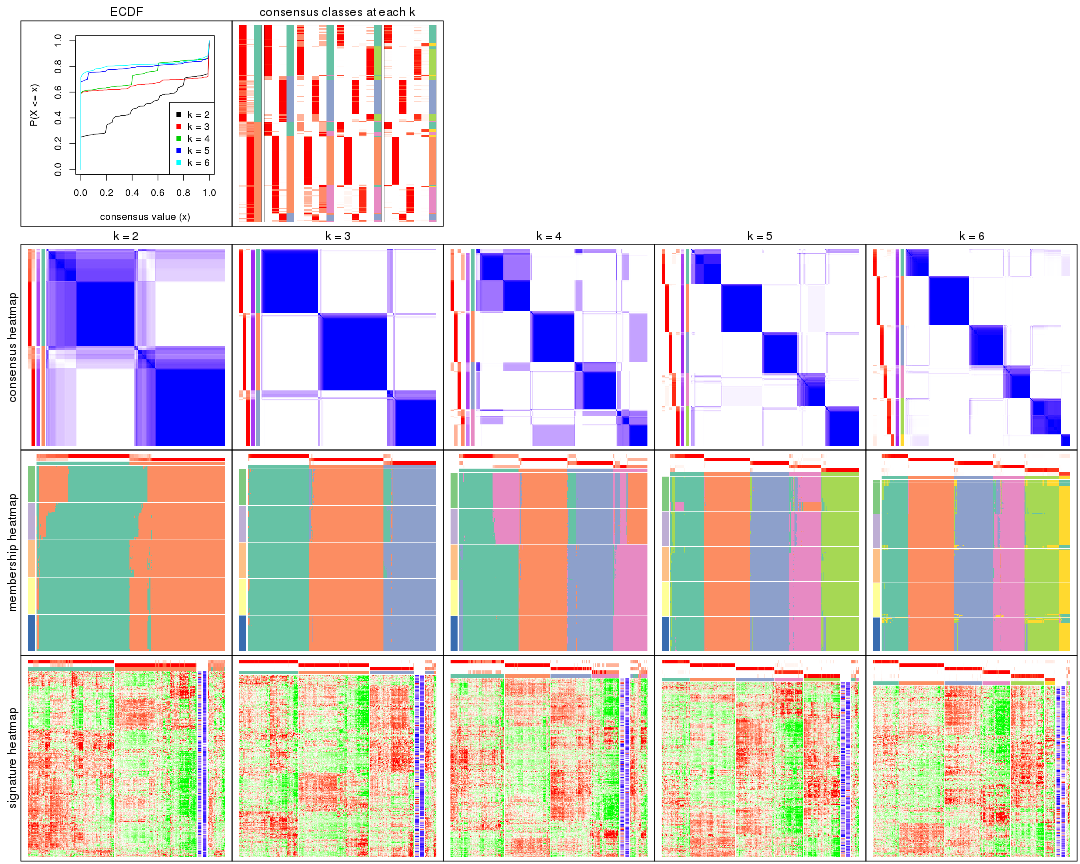 ECDF
consensus classes at each k
P(X <= x)
0.0
0.2
0.4
0.6
0.8
1.0
k = 2
k = 3
k = 4
k = 5
k = 6
0.0 0.2 0.4 0.6 0.8 1.0
consensus value (x)
k = 2
k = 3
k = 4
k = 5
k = 6
consensus heatmap
membership heatmap
signature heatmap